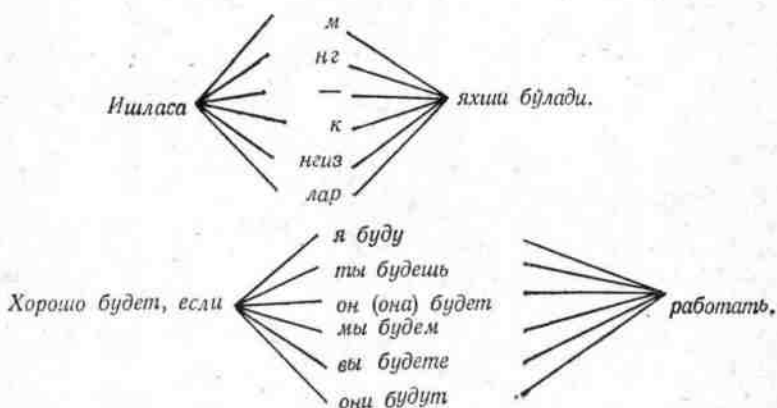 м
нг
—
Ишласа яхши бўлади.
к
нгиз
лар
я буду
ты будешь
Хорошо будет, если он (она) будет работать.
мы будем
вы будете
они будут